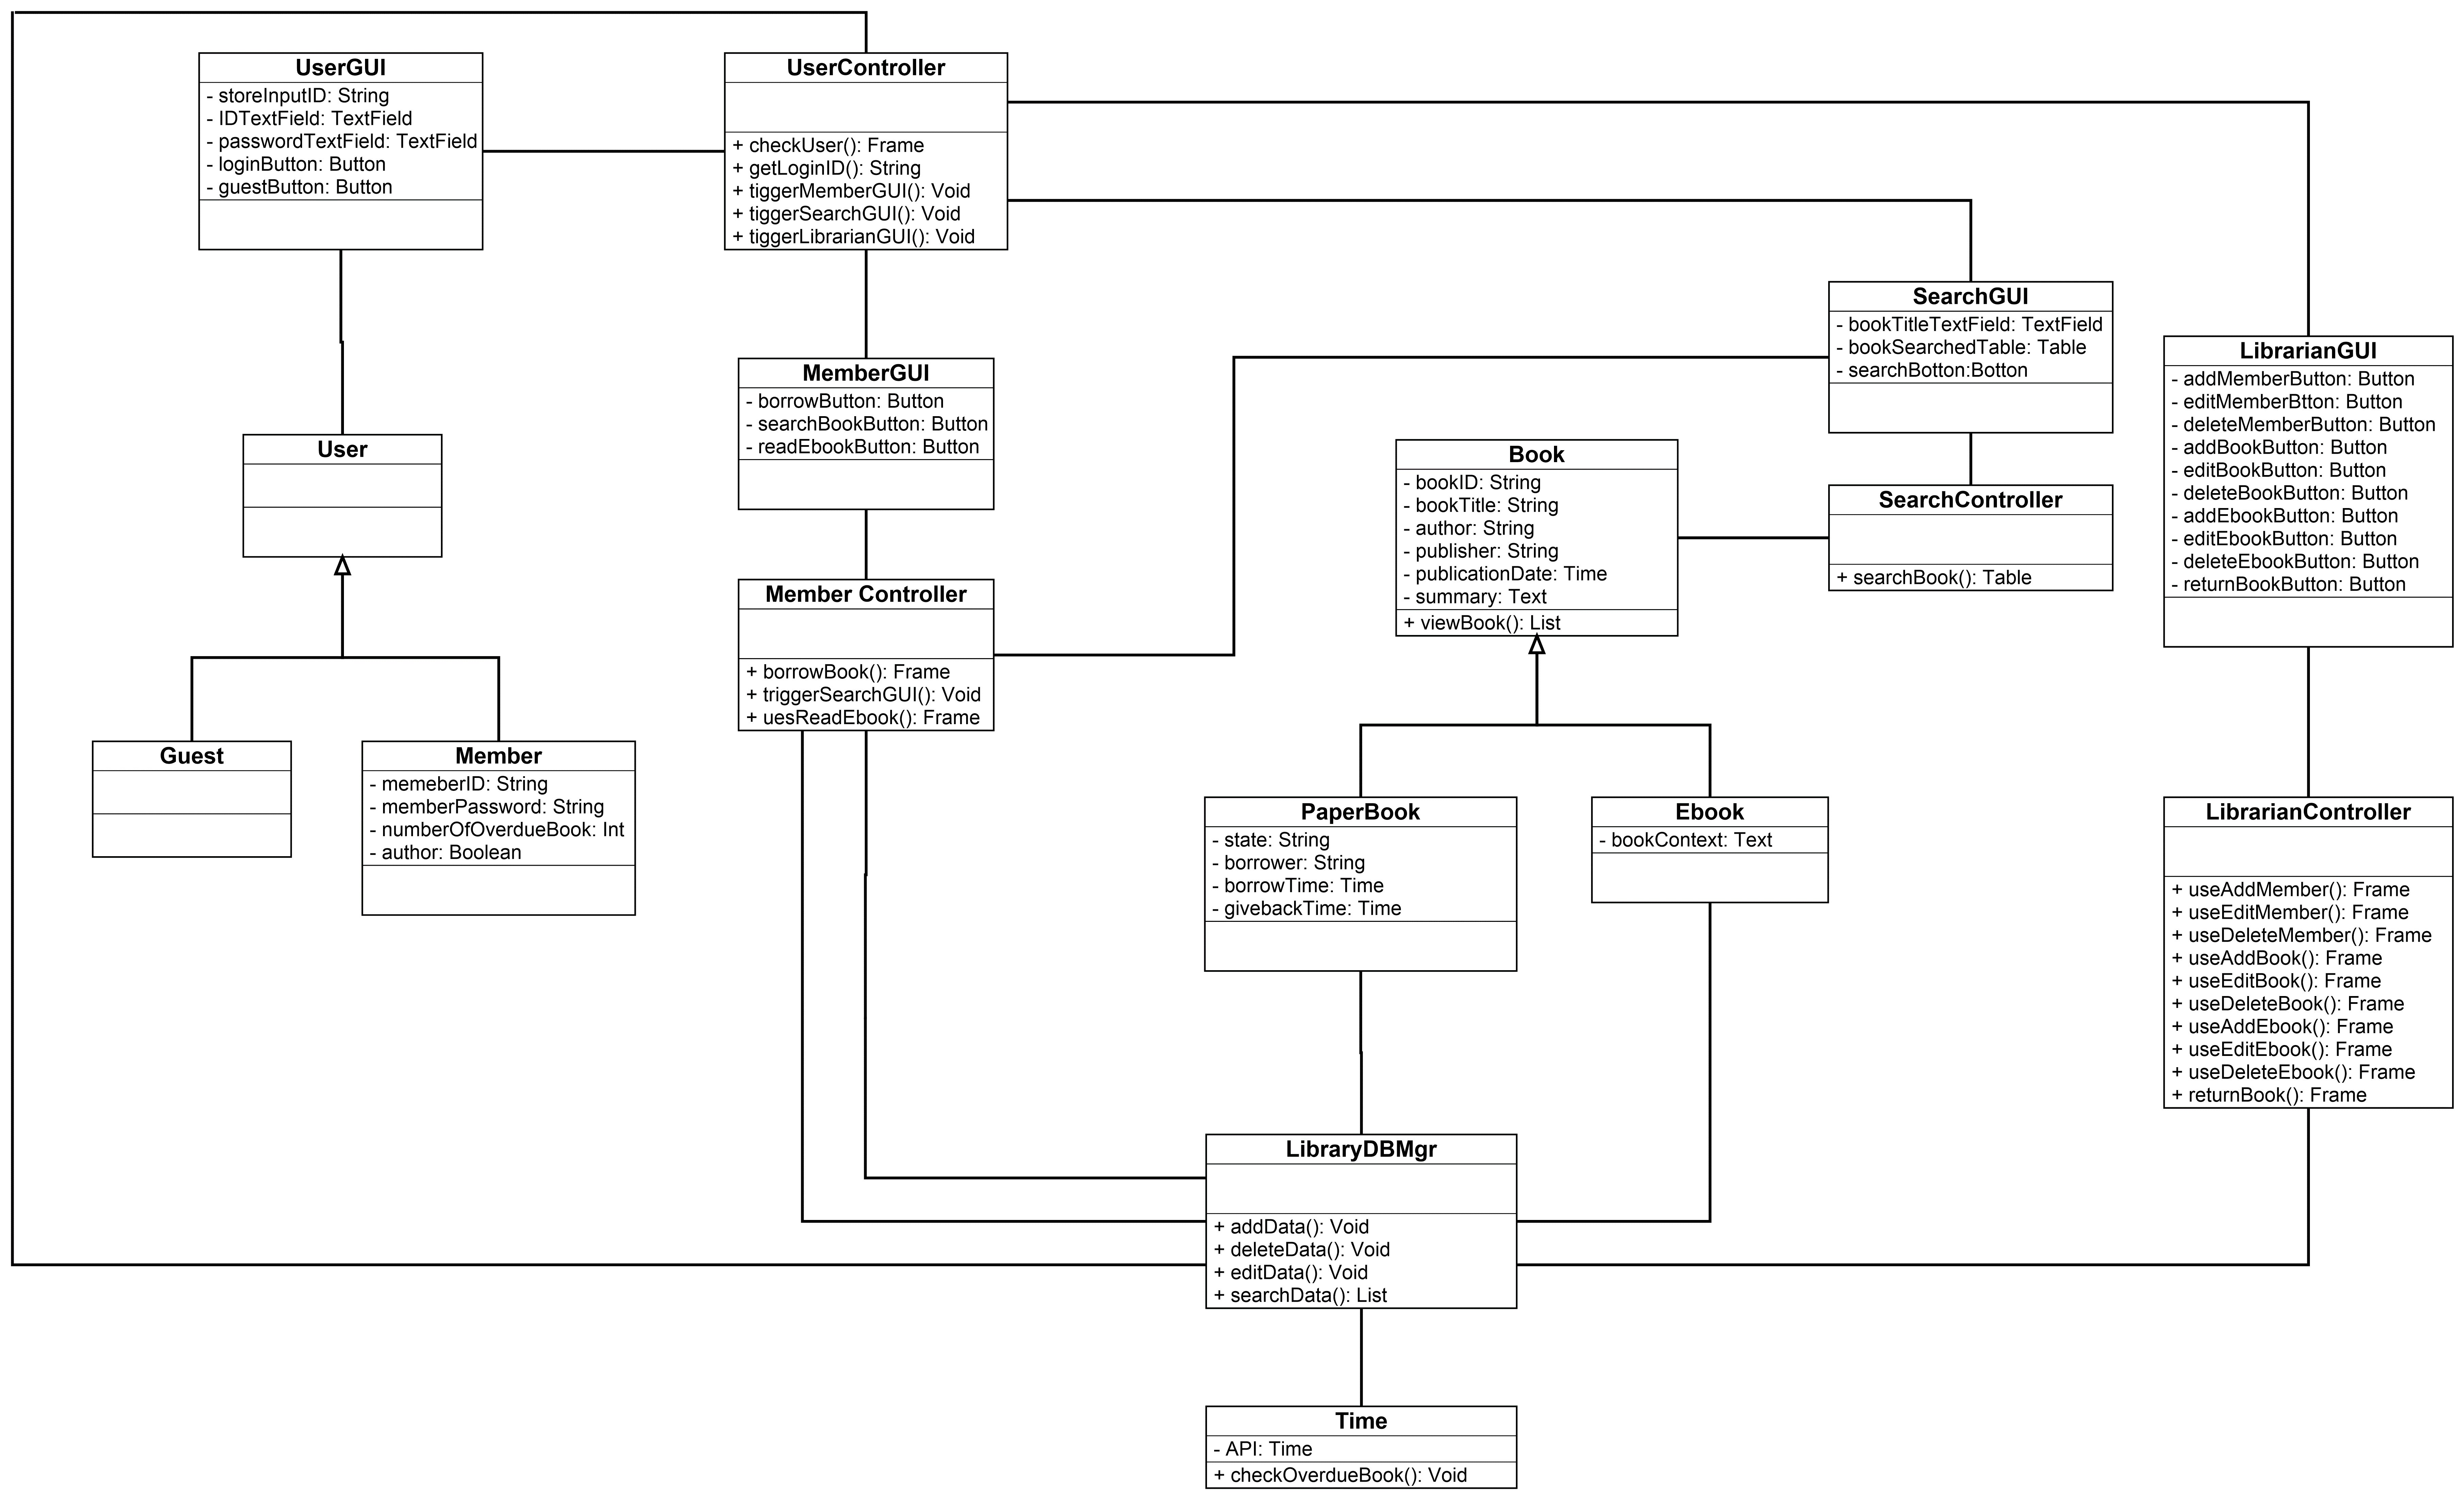 UserGUI
- storeInputID: String
- IDTextField: TextField
- passwordTextField: TextField
- loginButton: Button
- guestButton: Button
UserController
+ checkUser(): Frame
+ getLoginID(): String
+ tiggerMemberGUI(): Void
+ tiggerSearchGUI(): Void
+ tiggerLibrarianGUI(): Void
SearchGUI
- bookTitleTextField: TextField
- bookSearchedTable: Table
- searchBotton:Botton
LibrarianGUI
- addMemberButton: Button
- editMemberBtton: Button
- deleteMemberButton: Button
- addBookButton: Button
- editBookButton: Button
- deleteBookButton: Button
- addEbookButton: Button
- editEbookButton: Button
- deleteEbookButton: Button
- returnBookButton: Button
MemberGUI
- borrowButton: Button
- searchBookButton: Button
- readEbookButton: Button
User
Book
- bookID: String
- bookTitle: String
- author: String
- publisher: String
- publicationDate: Time
- summary: Text
+ viewBook(): List
SearchController
+ searchBook(): Table
Member Controller
+ borrowBook(): Frame
+ triggerSearchGUI(): Void
+ uesReadEbook(): Frame
Guest
Member
- memeberID: String
- memberPassword: String
- numberOfOverdueBook: Int
- author: Boolean
PaperBook
- state: String
- borrower: String
- borrowTime: Time
- givebackTime: Time
Ebook
- bookContext: Text
LibrarianController
+ useAddMember(): Frame
+ useEditMember(): Frame
+ useDeleteMember(): Frame
+ useAddBook(): Frame
+ useEditBook(): Frame
+ useDeleteBook(): Frame
+ useAddEbook(): Frame
+ useEditEbook(): Frame
+ useDeleteEbook(): Frame
+ returnBook(): Frame
LibraryDBMgr
+ addData(): Void
+ deleteData(): Void
+ editData(): Void
+ searchData(): List
Time
- API: Time
+ checkOverdueBook(): Void